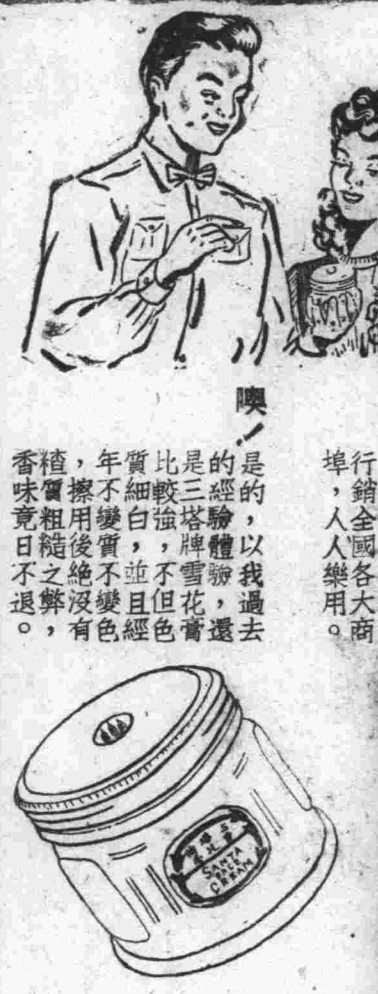 行銷全國各大商
埠，人人樂用。
噢！
是的，以我過去
的經驗體驗，還
是三塔牌雪花膏
比較強，不但色
質細白，並且經
年不變質不變色
，擦用後絕沒有
質粗糙之弊，
香味竟日不退。
SANTA
CREAM